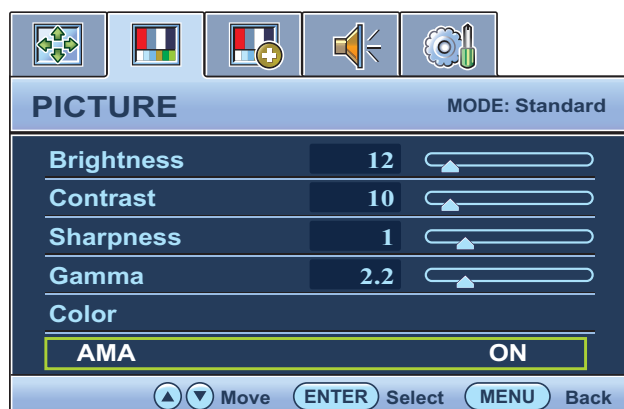 PICTURE MODE: Standard
Brightness 12
Contrast 10
Sharpness 1
Gamma 2.2
Color
AMA ON
Move ENTER Select MENU Back